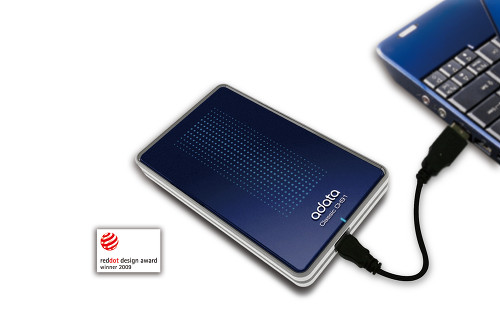 adata
Classic CH91
reddot design award
winner 2009